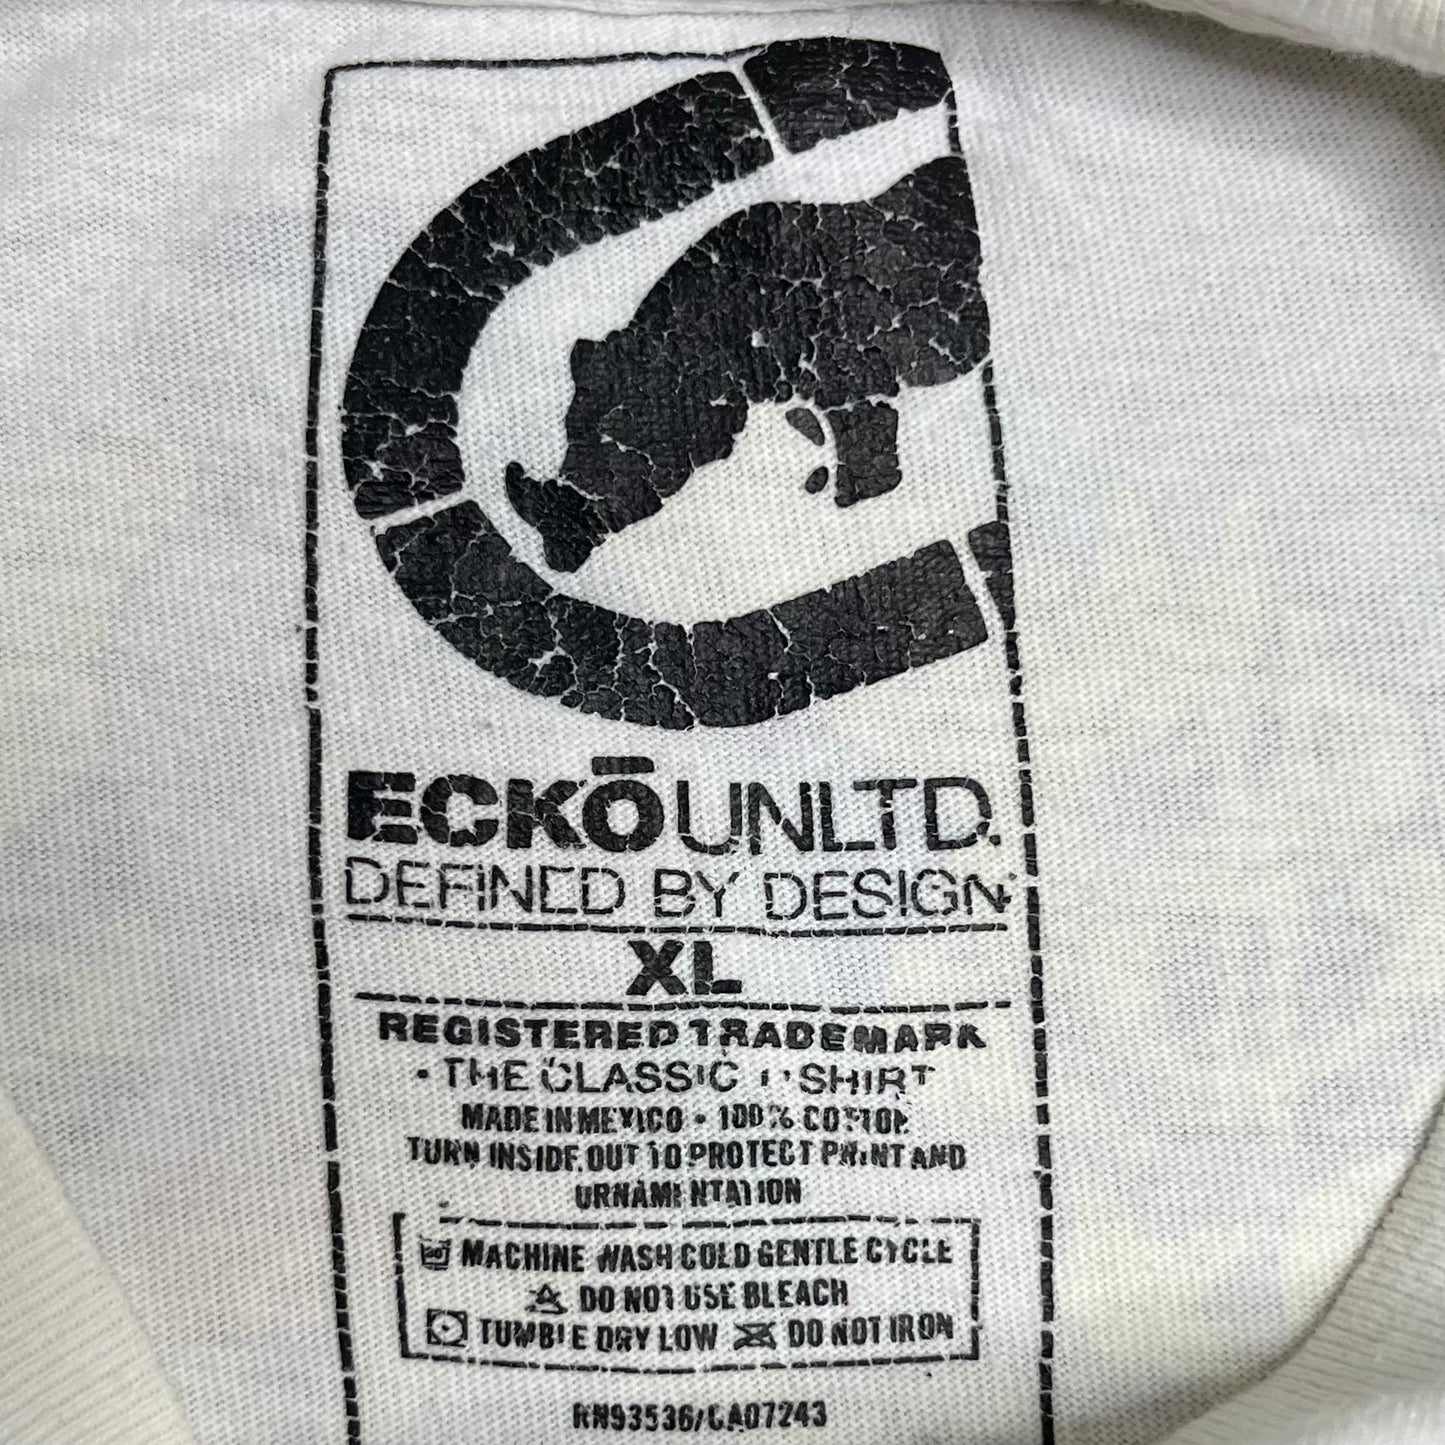 ECKŌ UNLTD.
DEFINED BY DESIGN
XL
REGISTERED TRADEMARK
• THE CLASSIC T-SHIRT
MADE IN MEXICO • 100% COTTON
TURN INSIDE OUT TO PROTECT PRINT AND
ORNAMENTATION
MACHINE WASH COLD GENTLE CYCLE
DO NOT USE BLEACH
TUMBLE DRY LOW DO NOT IRON
RN93536/CA07243